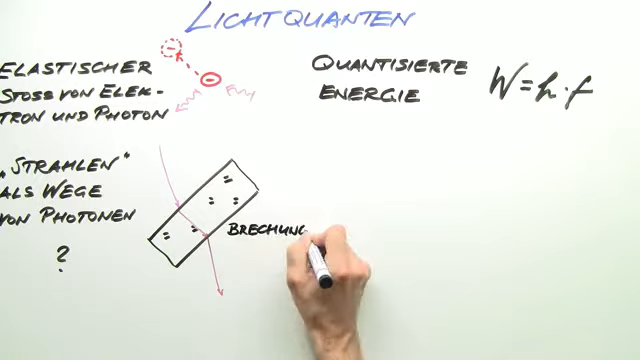 LICHTQUANTEN
ELASTISCHER
STOSS VON ELEK-
TRON UND PHOTON
QUANTISIERTE
ENERGIE
W = h · f
„STRAHLEN"
ALS WEGE
VON PHOTONEN
?
BRECHUNG